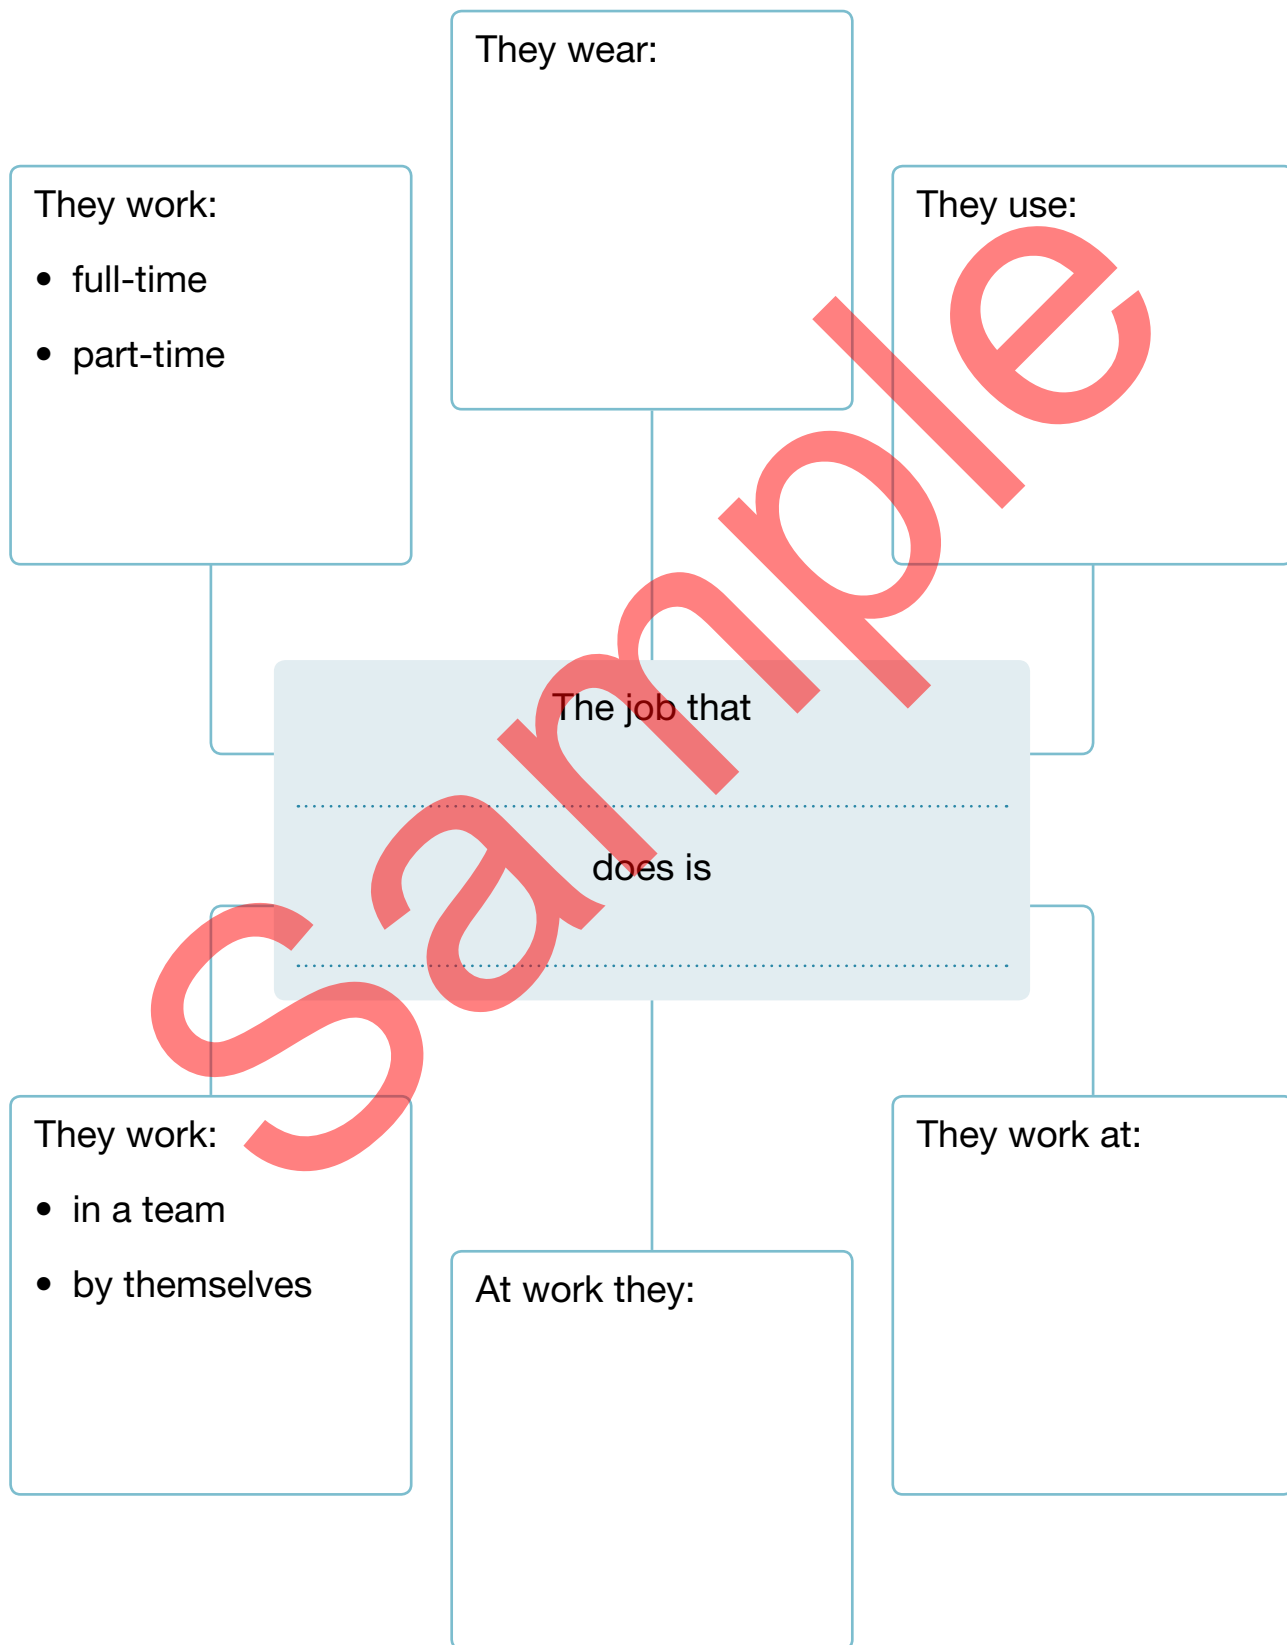 They wear:
They work:
• full-time
• part-time
They use:
The job that
does is
They work:
• in a team
• by themselves
At work they:
They work at:
Sample